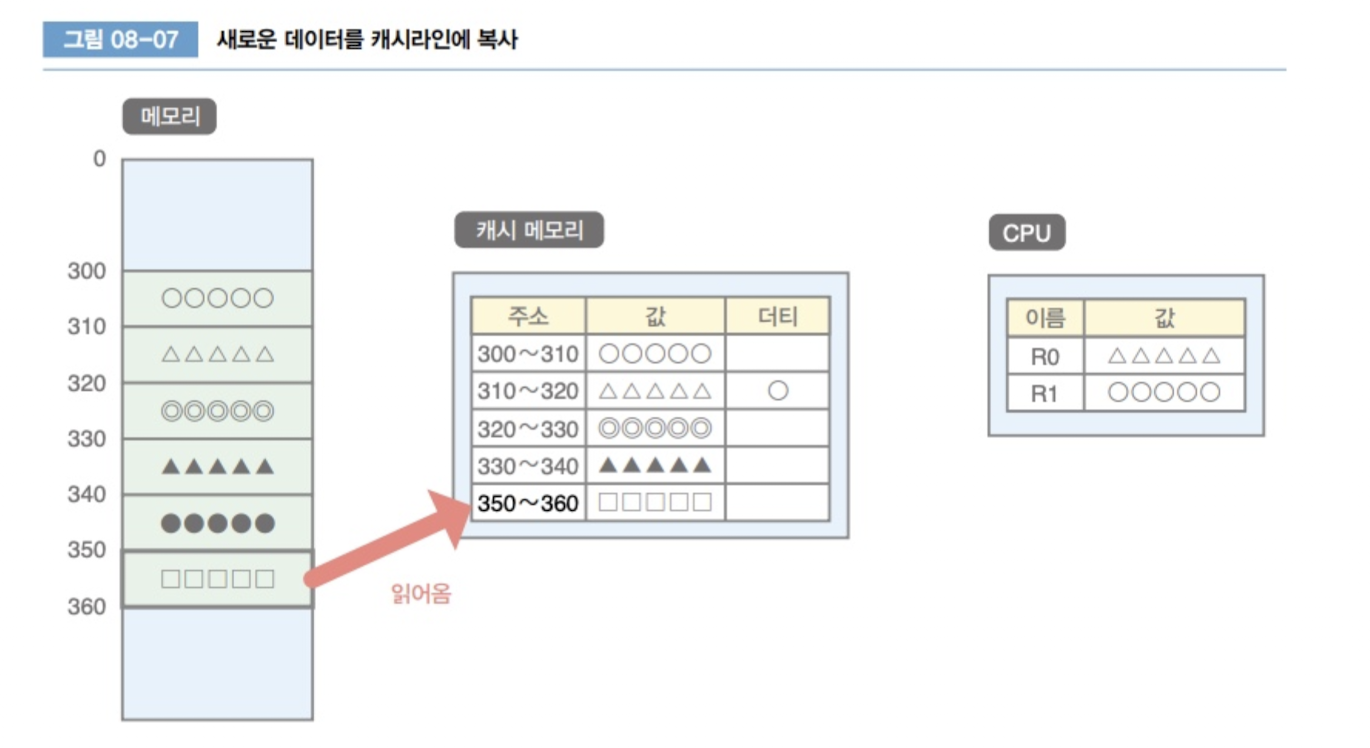 그림 08-07 새로운 데이터를 캐시라인에 복사
메모리
0
300
○○○○○
310
△△△△△
320
◎◎◎◎◎
330
▲▲▲▲▲
340
●●●●●
350
□□□□□
360
읽어옴
캐시 메모리
주소 값 더티
300~310 ○○○○○
310~320 △△△△△ ○
320~330 ◎◎◎◎◎
330~340 ▲▲▲▲▲
350~360 □□□□□
CPU
이름 값
R0 △△△△△
R1 ○○○○○